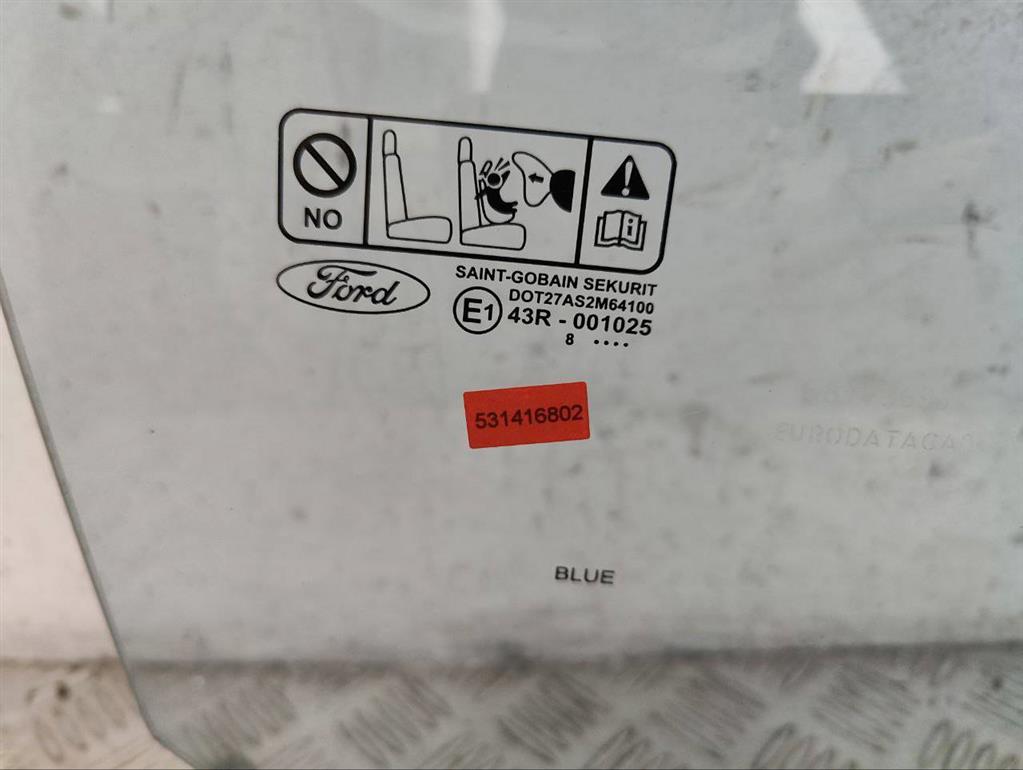 NO
Ford
SAINT-GOBAIN SEKURIT
DOT27AS2M64100
E1
43R - 001025
8 ....
531416802
BLUE